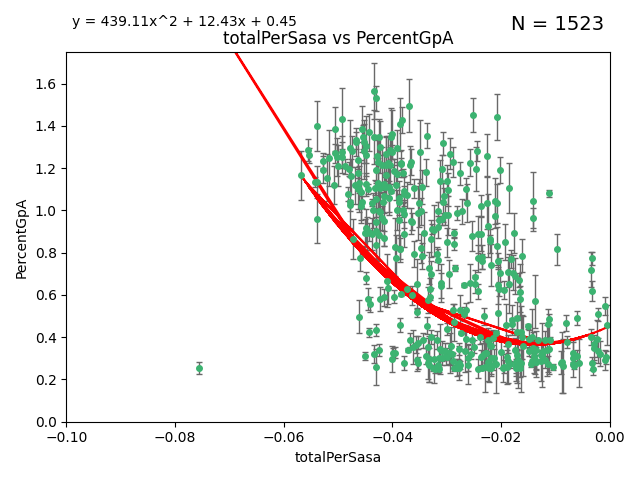 y = 439.11x^2 + 12.43x + 0.45
N = 1523
totalPerSasa vs PercentGpA
PercentGpA
1.6
1.4
1.2
1.0
0.8
0.6
0.4
0.2
0.0
−0.10 −0.08 −0.06 −0.04 −0.02 0.00
totalPerSasa